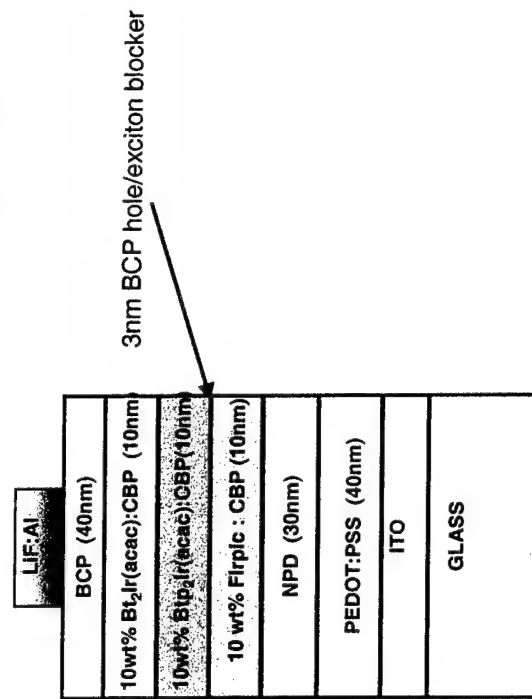 LiF:Al
BCP (40nm)
10wt% Bt₂Ir(acac):CBP (10nm)
10wt% Btp₂Ir(acac):CBP(10nm)
3nm BCP hole/exciton blocker
10 wt% FIrpic : CBP (10nm)
NPD (30nm)
PEDOT:PSS (40nm)
ITO
GLASS